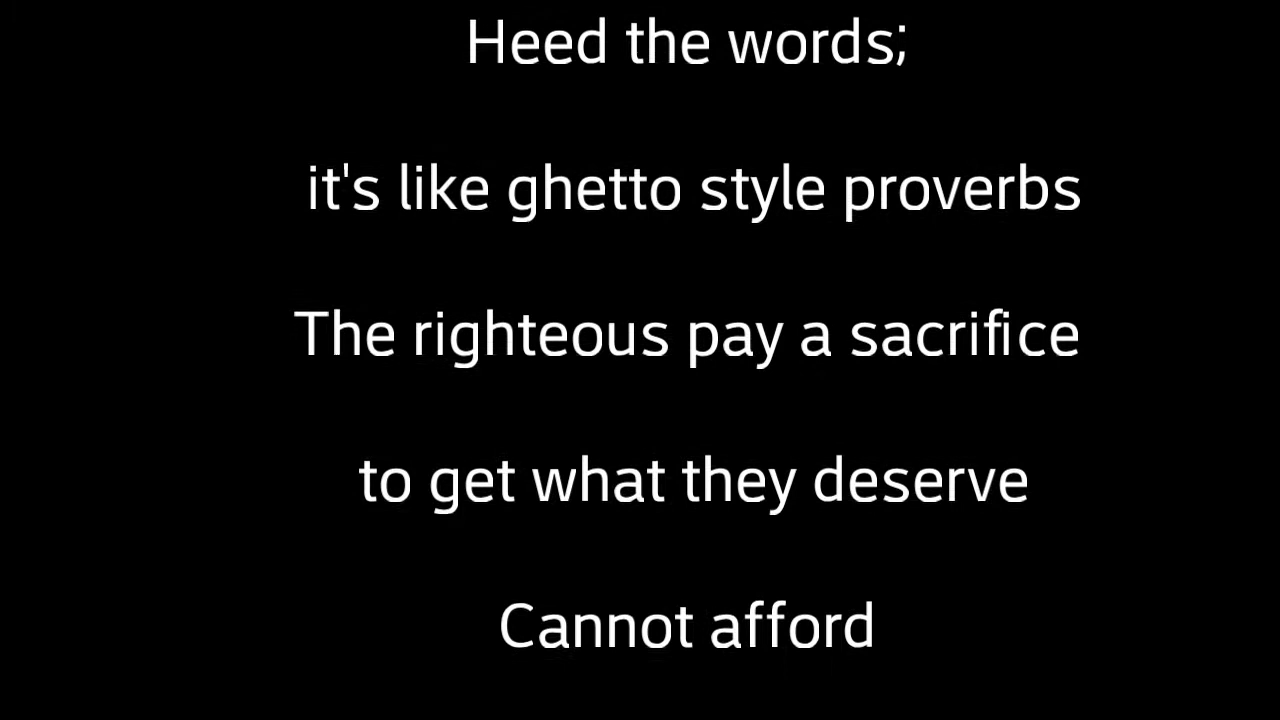 Heed the words;
it's like ghetto style proverbs
The righteous pay a sacrifice
to get what they deserve
Cannot afford